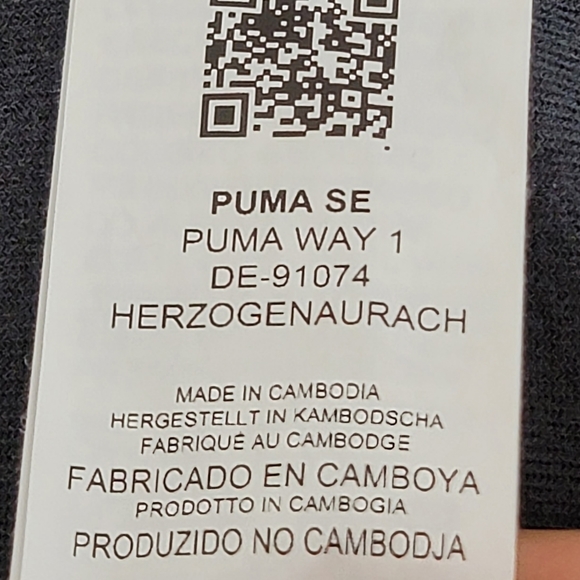 PUMA SE
PUMA WAY 1
DE-91074
HERZOGENAURACH
MADE IN CAMBODIA
HERGESTELLT IN KAMBODSCHA
FABRIQUÉ AU CAMBODGE
FABRICADO EN CAMBOYA
PRODOTTO IN CAMBOGIA
PRODUZIDO NO CAMBODJA